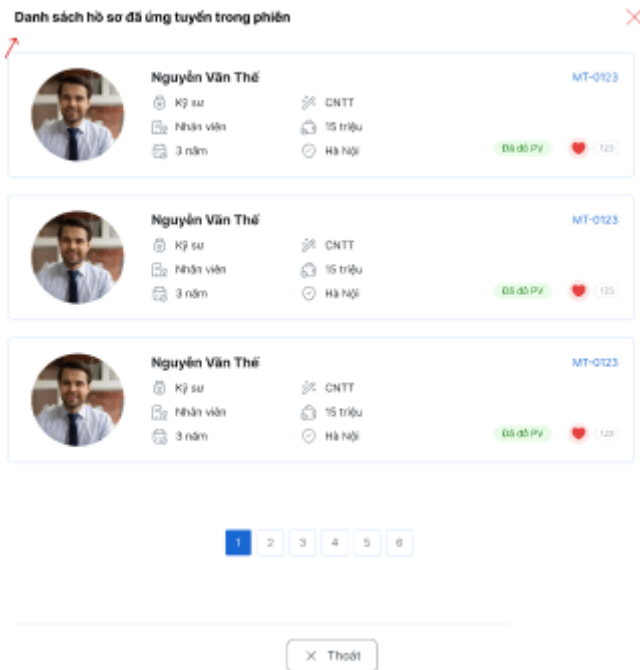 Danh sách hồ sơ đã ứng tuyển trong phiên
Nguyễn Văn Thế MT-0123
Kỹ sư CNTT
Nhân viên 15 triệu
3 năm Hà Nội Đã đỗ PV 123
Nguyễn Văn Thế MT-0123
Kỹ sư CNTT
Nhân viên 15 triệu
3 năm Hà Nội Đã đỗ PV 123
Nguyễn Văn Thế MT-0123
Kỹ sư CNTT
Nhân viên 15 triệu
3 năm Hà Nội Đã đỗ PV 123
1 2 3 4 5 6
Thoát